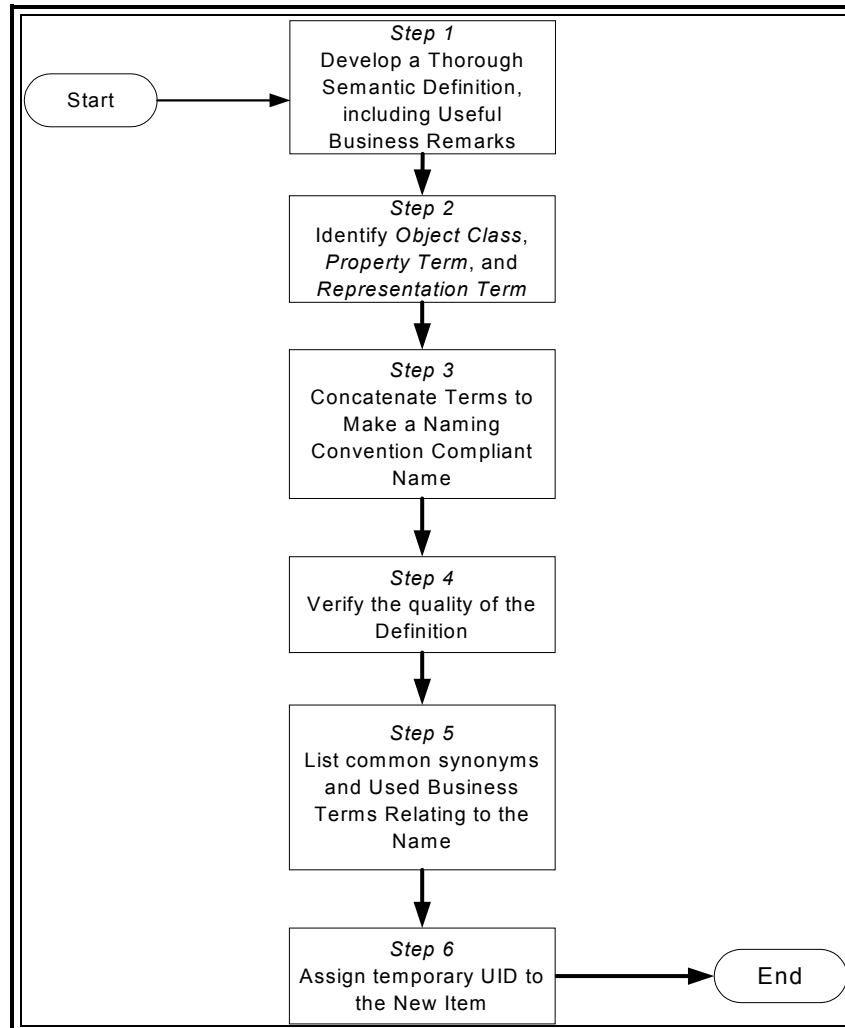 Start
Step 1
Develop a Thorough
Semantic Definition,
including Useful
Business Remarks
Step 2
Identify Object Class,
Property Term, and
Representation Term
Step 3
Concatenate Terms to
Make a Naming
Convention Compliant
Name
Step 4
Verify the quality of the
Definition
Step 5
List common synonyms
and Used Business
Terms Relating to the
Name
Step 6
Assign temporary UID to
the New Item
End